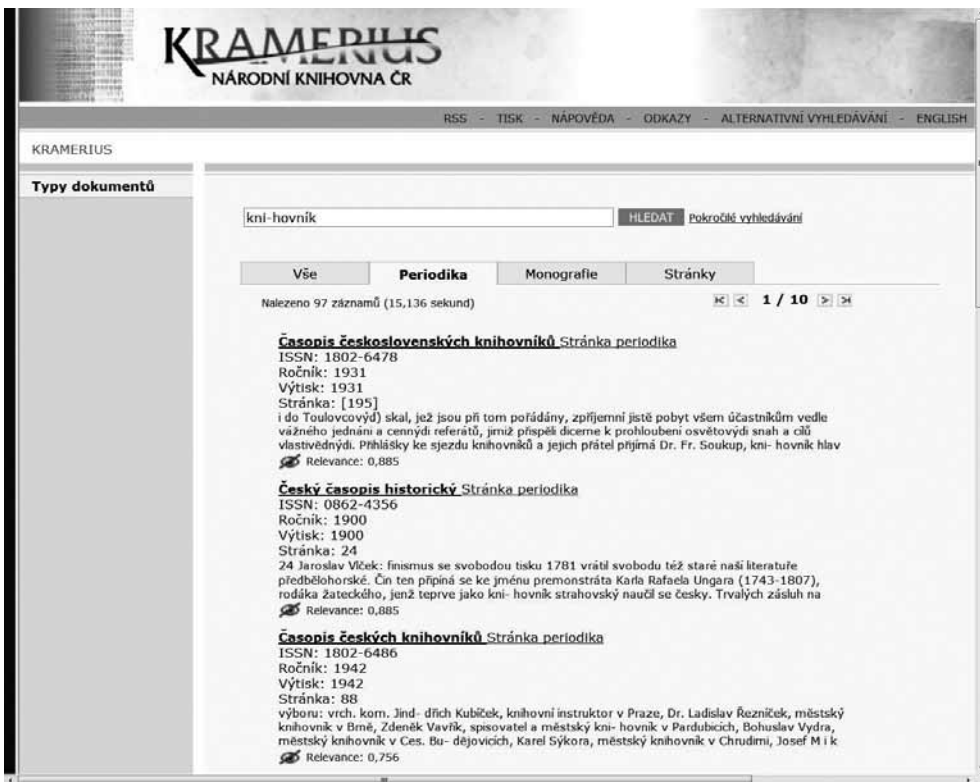 KRAMERIUS
NÁRODNÍ KNIHOVNA ČR
RSS - TISK - NÁPOVĚDA - ODKAZY - ALTERNATIVNÍ VYHLEDÁVÁNÍ - ENGLISH
KRAMERIUS
Typy dokumentů
kni-hovník HLEDAT Pokročilé vyhledávání
Vše Periodika Monografie Stránky
Nalezeno 97 záznamů (15,136 sekund) 1 / 10
Časopis československých knihovníků Stránka periodika
ISSN: 1802-6478
Ročník: 1931
Výtisk: 1931
Stránka: [195]
i do Toulovcovýd) skal, jež jsou při tom pořádány, zpříjemní jistě pobyt všem účastníkům vedle
vážného jednání a cennýdi referátů, jimiž přispěli dicerne k prohloubení osvětovýdi snah a cílů
vlastivědnýdi. Přihlášky ke sjezdu knihovníků a jejich přátel přijímá Dr. Fr. Soukup, kni- hovník hlav
Relevance: 0,885
Český časopis historický Stránka periodika
ISSN: 0862-4356
Ročník: 1900
Výtisk: 1900
Stránka: 24
24 Jaroslav Vlček: finismus se svobodou tisku 1781 vrátil svobodu též staré naší literatuře
předbělohorské. Čin ten připíná se ke jménu premonstráta Karla Rafaela Ungara (1743-1807),
rodáka žateckého, jenž teprve jako kni- hovník strahovský naučil se česky. Trvalých zásluh na
Relevance: 0,885
Časopis českých knihovníků Stránka periodika
ISSN: 1802-6486
Ročník: 1942
Výtisk: 1942
Stránka: 88
výboru: vrch. kom. Jind- dřich Kubíček, knihovní instruktor v Praze, Dr. Ladislav Řezníček, městský
knihovník v Brně, Zdeněk Vavřík, spisovatel a městský kni- hovník v Pardubicích, Bohuslav Vydra,
městský knihovník v Ces. Bu- dějovicích, Karel Sýkora, městský knihovník v Chrudimi, Josef M i k
Relevance: 0,756